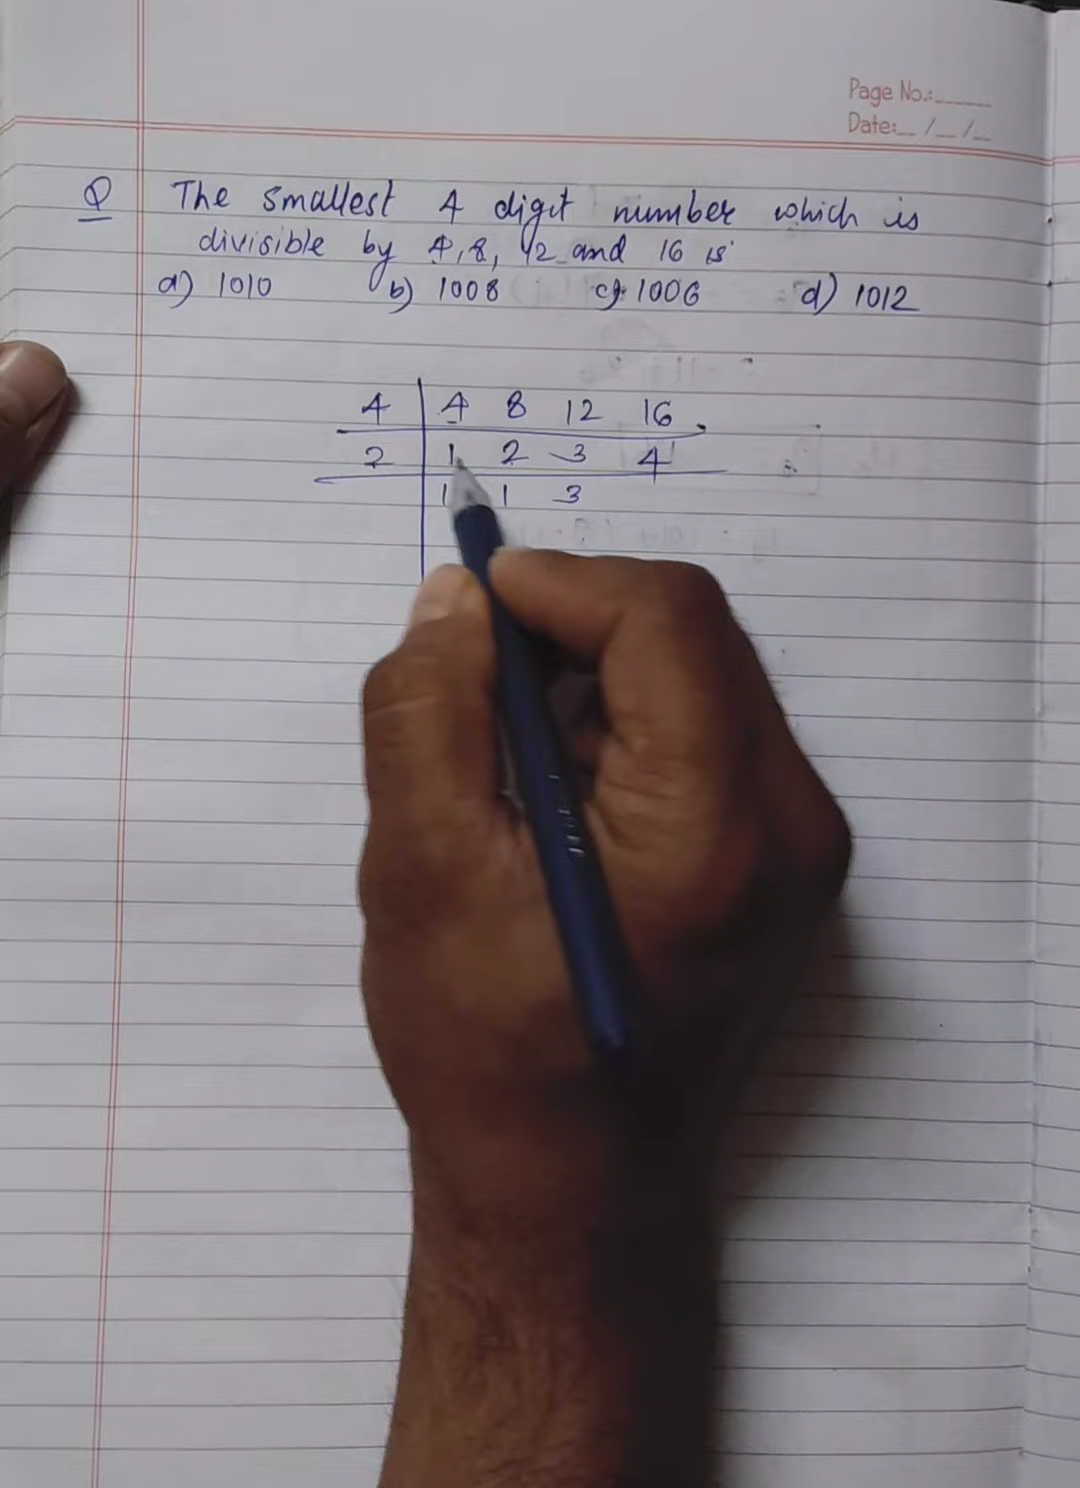 Page No.:
Date: / /
Q The smallest 4 digit number which is
divisible by 4, 8, 12 and 16 is
a) 1010 b) 1008 c) 1006 d) 1012
4 4 8 12 16
2 1 2 3 4
1 1 3